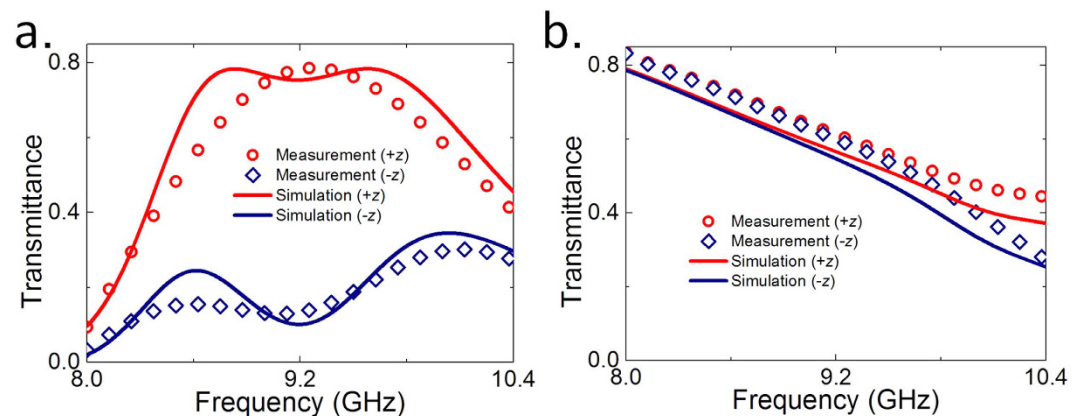 a.
Transmittance
0.8
0.4
0.0
Measurement (+z)
Measurement (-z)
Simulation (+z)
Simulation (-z)
8.0
9.2
10.4
Frequency (GHz)
b.
Transmittance
0.8
0.4
0.0
Measurement (+z)
Measurement (-z)
Simulation (+z)
Simulation (-z)
8.0
9.2
10.4
Frequency (GHz)